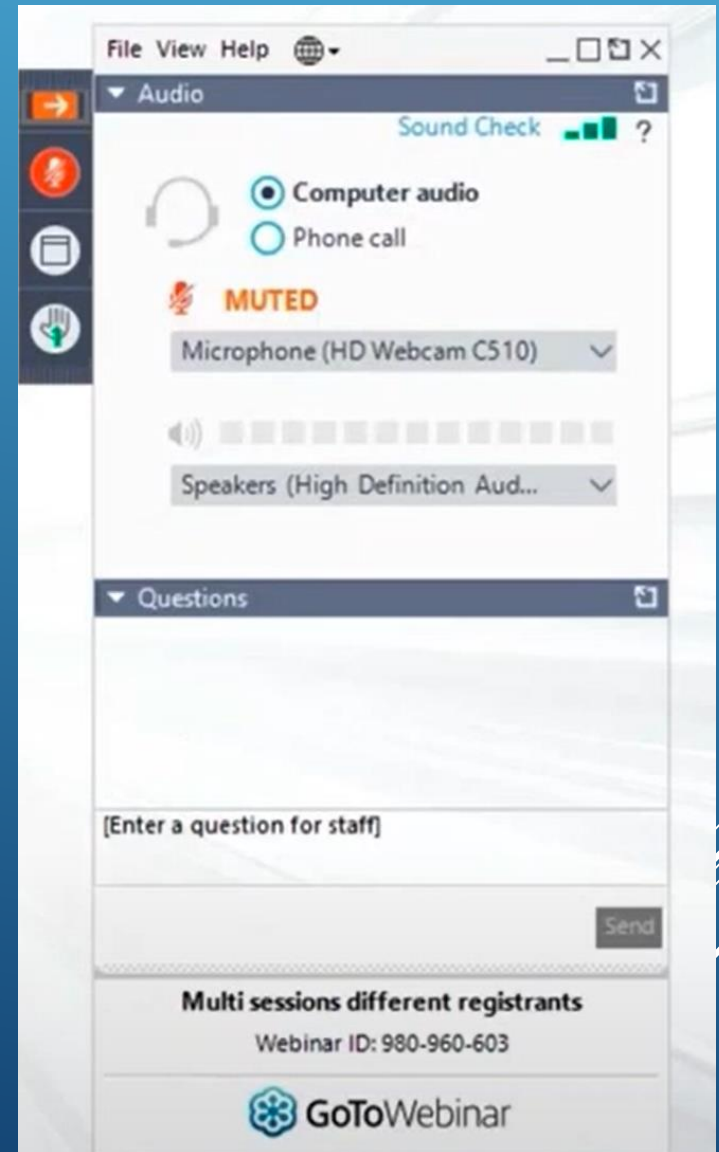 File View Help
Audio
Sound Check ?
Computer audio
Phone call
MUTED
Microphone (HD Webcam C510)
Speakers (High Definition Aud...
Questions
[Enter a question for staff]
Send
Multi sessions different registrants
Webinar ID: 980-960-603
GoToWebinar